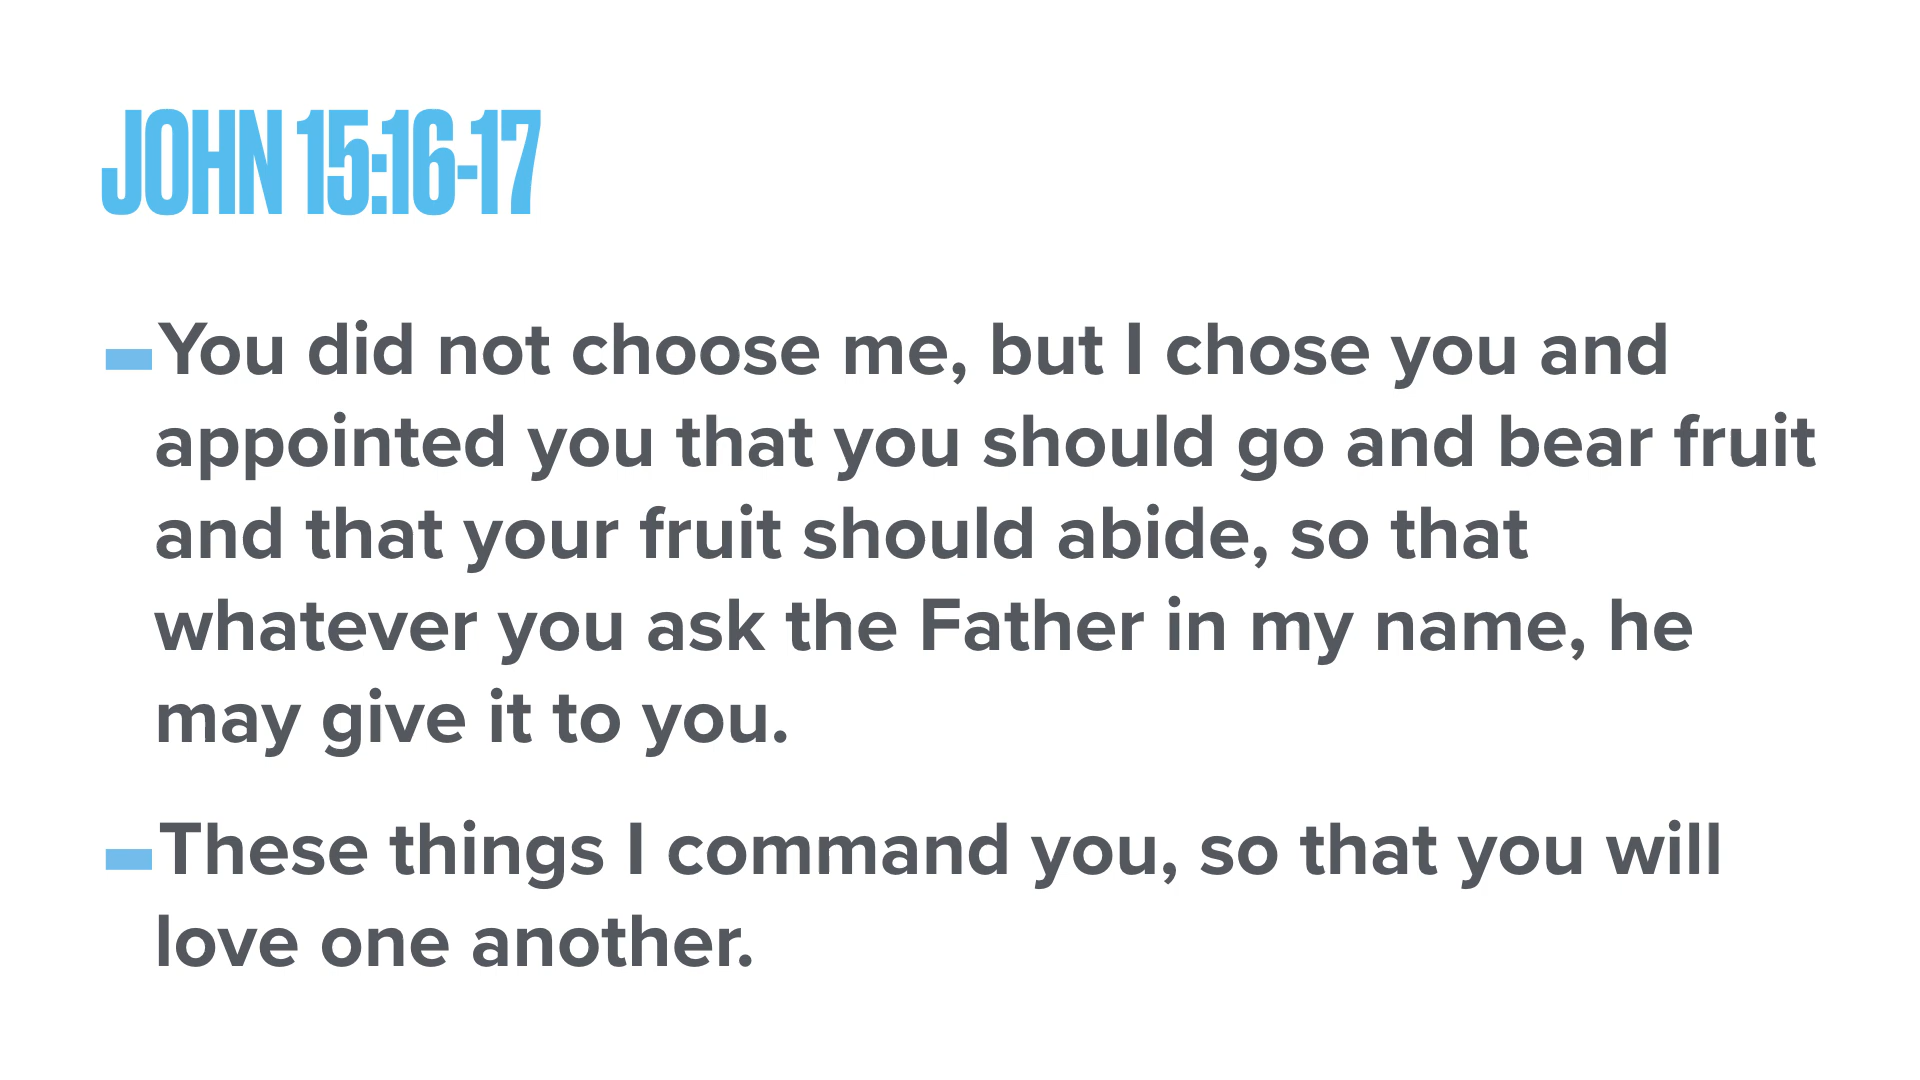 JOHN 15:16-17
You did not choose me, but I chose you and
appointed you that you should go and bear fruit
and that your fruit should abide, so that
whatever you ask the Father in my name, he
may give it to you.
These things I command you, so that you will
love one another.